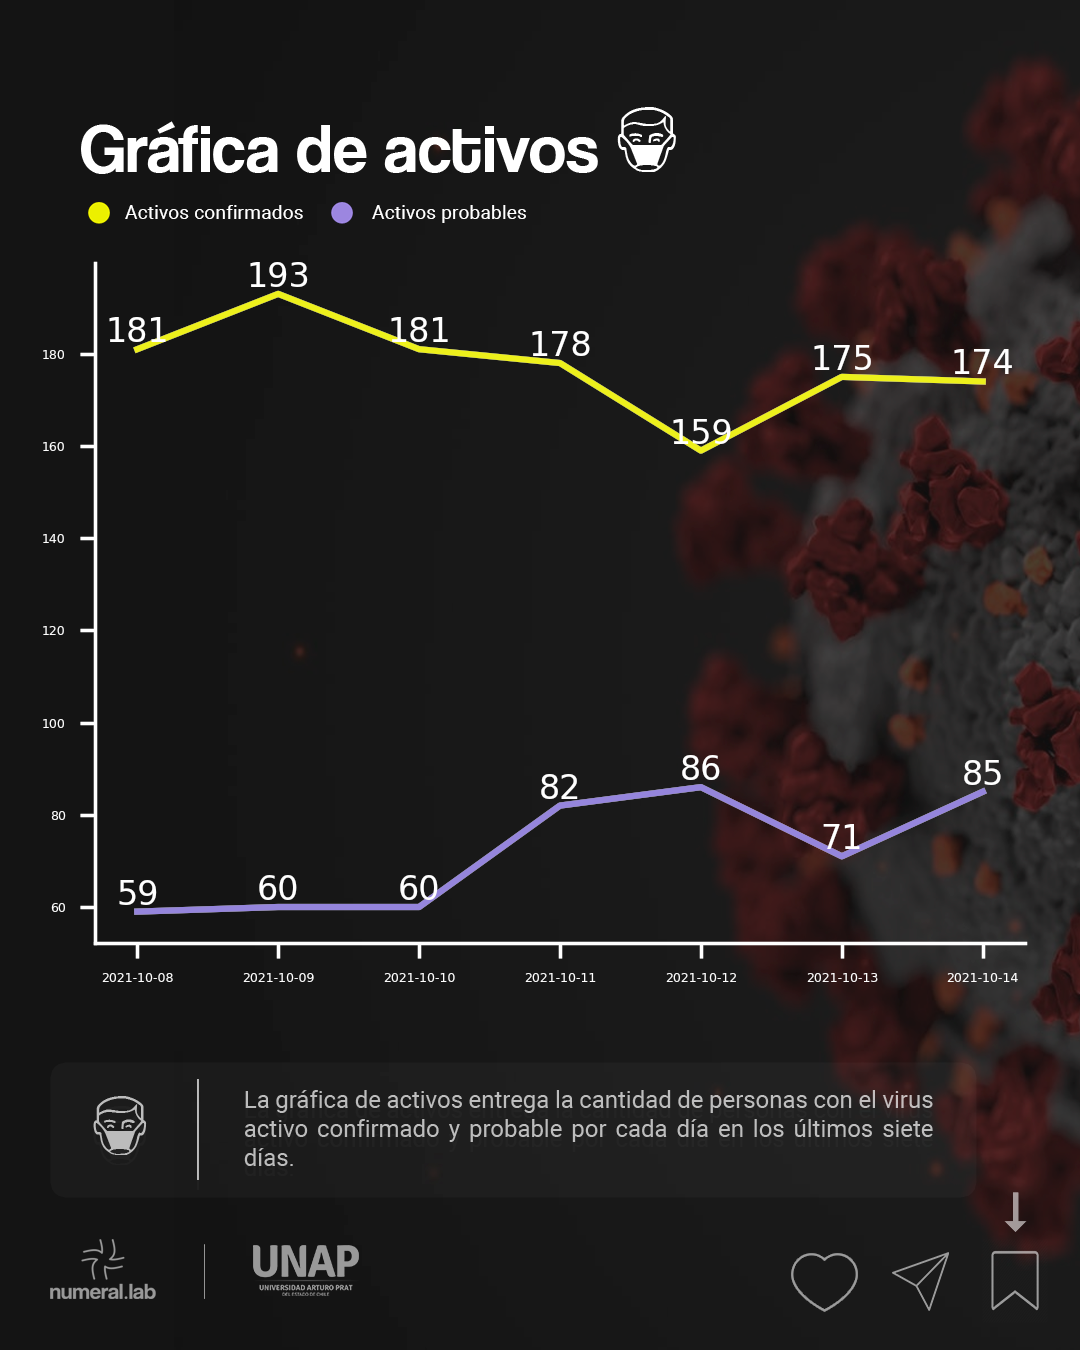 Gráfica de activos
Activos confirmados Activos probables
193
181 181 178
175 174
159
180
160
140
120
100
80
60
59 60 60 82 86 71 85
2021-10-08 2021-10-09 2021-10-10 2021-10-11 2021-10-12 2021-10-13 2021-10-14
La gráfica de activos entrega la cantidad de personas con el virus
activo confirmado y probable por cada día en los últimos siete
días.
numeral.lab
UNAP
UNIVERSIDAD ARTURO PRAT
DEL ESTADO DE CHILE